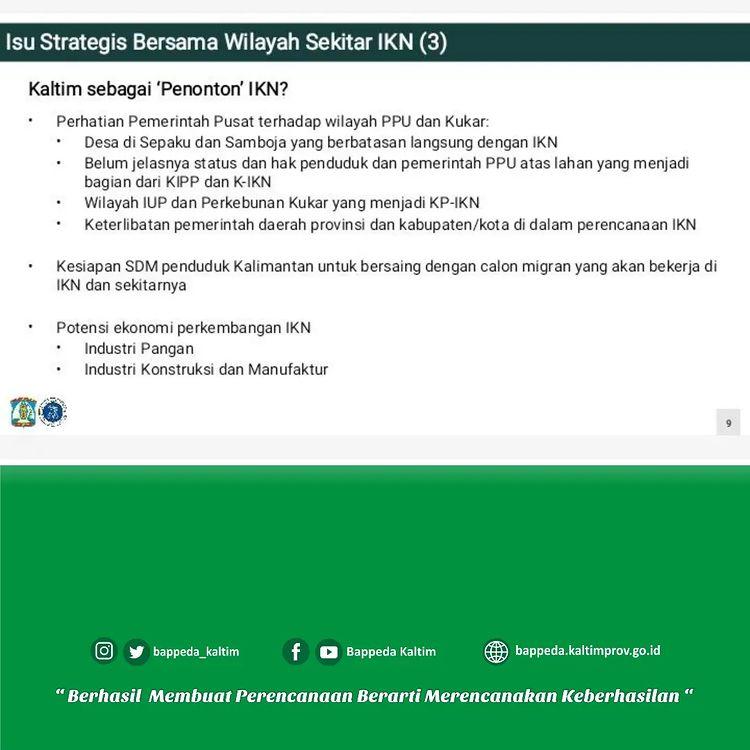 Isu Strategis Bersama Wilayah Sekitar IKN (3)
Kaltim sebagai ‘Penonton’ IKN?
• Perhatian Pemerintah Pusat terhadap wilayah PPU dan Kukar:
• Desa di Sepaku dan Samboja yang berbatasan langsung dengan IKN
• Belum jelasnya status dan hak penduduk dan pemerintah PPU atas lahan yang menjadi
bagian dari KIPP dan K-IKN
• Wilayah IUP dan Perkebunan Kukar yang menjadi KP-IKN
• Keterlibatan pemerintah daerah provinsi dan kabupaten/kota di dalam perencanaan IKN
• Kesiapan SDM penduduk Kalimantan untuk bersaing dengan calon migran yang akan bekerja di
IKN dan sekitarnya
• Potensi ekonomi perkembangan IKN
• Industri Pangan
• Industri Konstruksi dan Manufaktur
9
bappeda_kaltim
Bappeda Kaltim
bappeda.kaltimprov.go.id
“ Berhasil Membuat Perencanaan Berarti Merencanakan Keberhasilan “